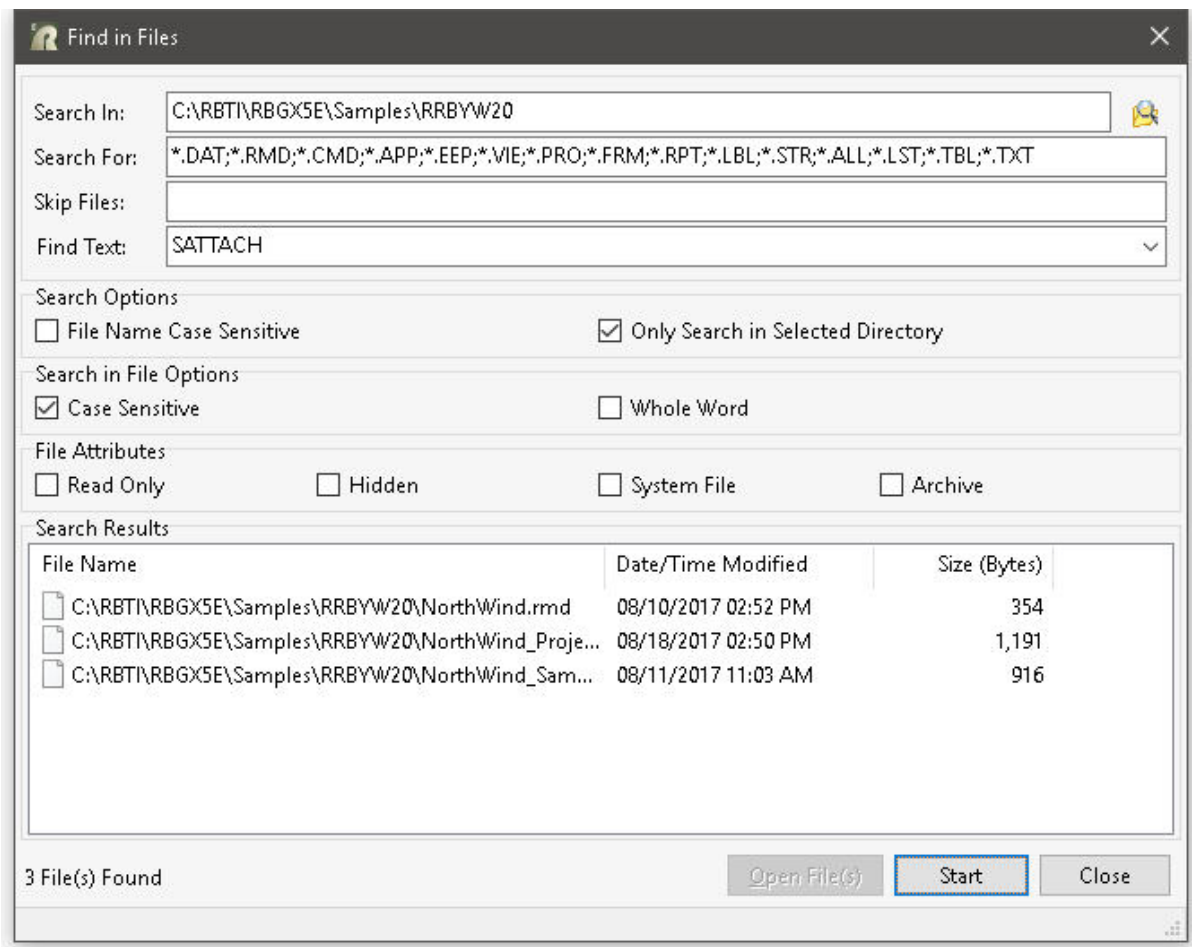 Find in Files
Search In: C:\RBTI\RBGX5E\Samples\RRBYW20
Search For: *.DAT;*.RMD;*.CMD;*.APP;*.EEP;*.VIE;*.PRO;*.FRM;*.RPT;*.LBL;*.STR;*.ALL;*.LST;*.TBL;*.TXT
Skip Files:
Find Text: SATTACH
Search Options
File Name Case Sensitive Only Search in Selected Directory
Search in File Options
Case Sensitive Whole Word
File Attributes
Read Only Hidden System File Archive
Search Results
File Name Date/Time Modified Size (Bytes)
C:\RBTI\RBGX5E\Samples\RRBYW20\NorthWind.rmd 08/10/2017 02:52 PM 354
C:\RBTI\RBGX5E\Samples\RRBYW20\NorthWind_Proje... 08/18/2017 02:50 PM 1,191
C:\RBTI\RBGX5E\Samples\RRBYW20\NorthWind_Sam... 08/11/2017 11:03 AM 916
3 File(s) Found Open File(s) Start Close